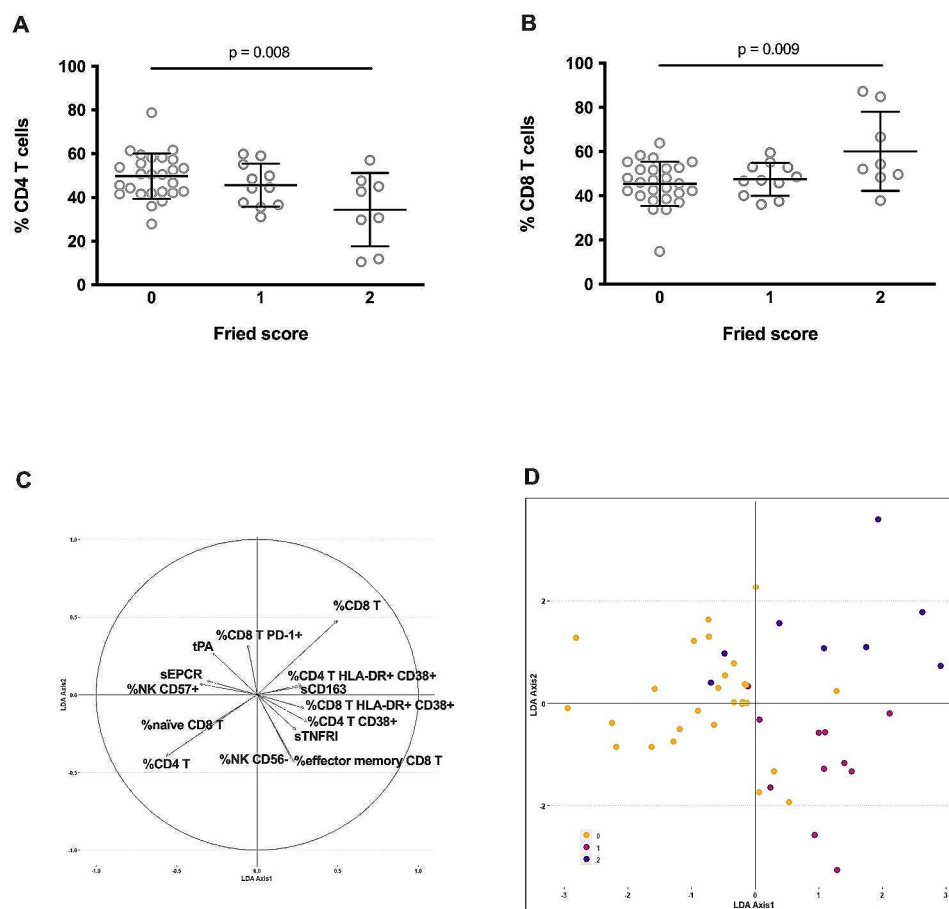 A
p = 0.008
% CD4 T cells
100
80
60
40
20
0
0 1 2
Fried score
B
p = 0.009
% CD8 T cells
100
80
60
40
20
0
0 1 2
Fried score
C
1.0
0.5
0.0
-0.5
-1.0
LDA Axis2
%CD8 T
%CD8 T PD-1+
tPA
%CD4 T HLA-DR+ CD38+
sEPCR
sCD163
%NK CD57+
%CD8 T HLA-DR+ CD38+
%CD4 T CD38+
%naïve CD8 T
sTNFRI
%NK CD56-
%effector memory CD8 T
%CD4 T
-1.0 -0.5 0.0 0.5 1.0
LDA Axis1
D
2
0
-2
LDA Axis2
0
1
2
-3 -2 -1 0 1 2 3
LDA Axis1